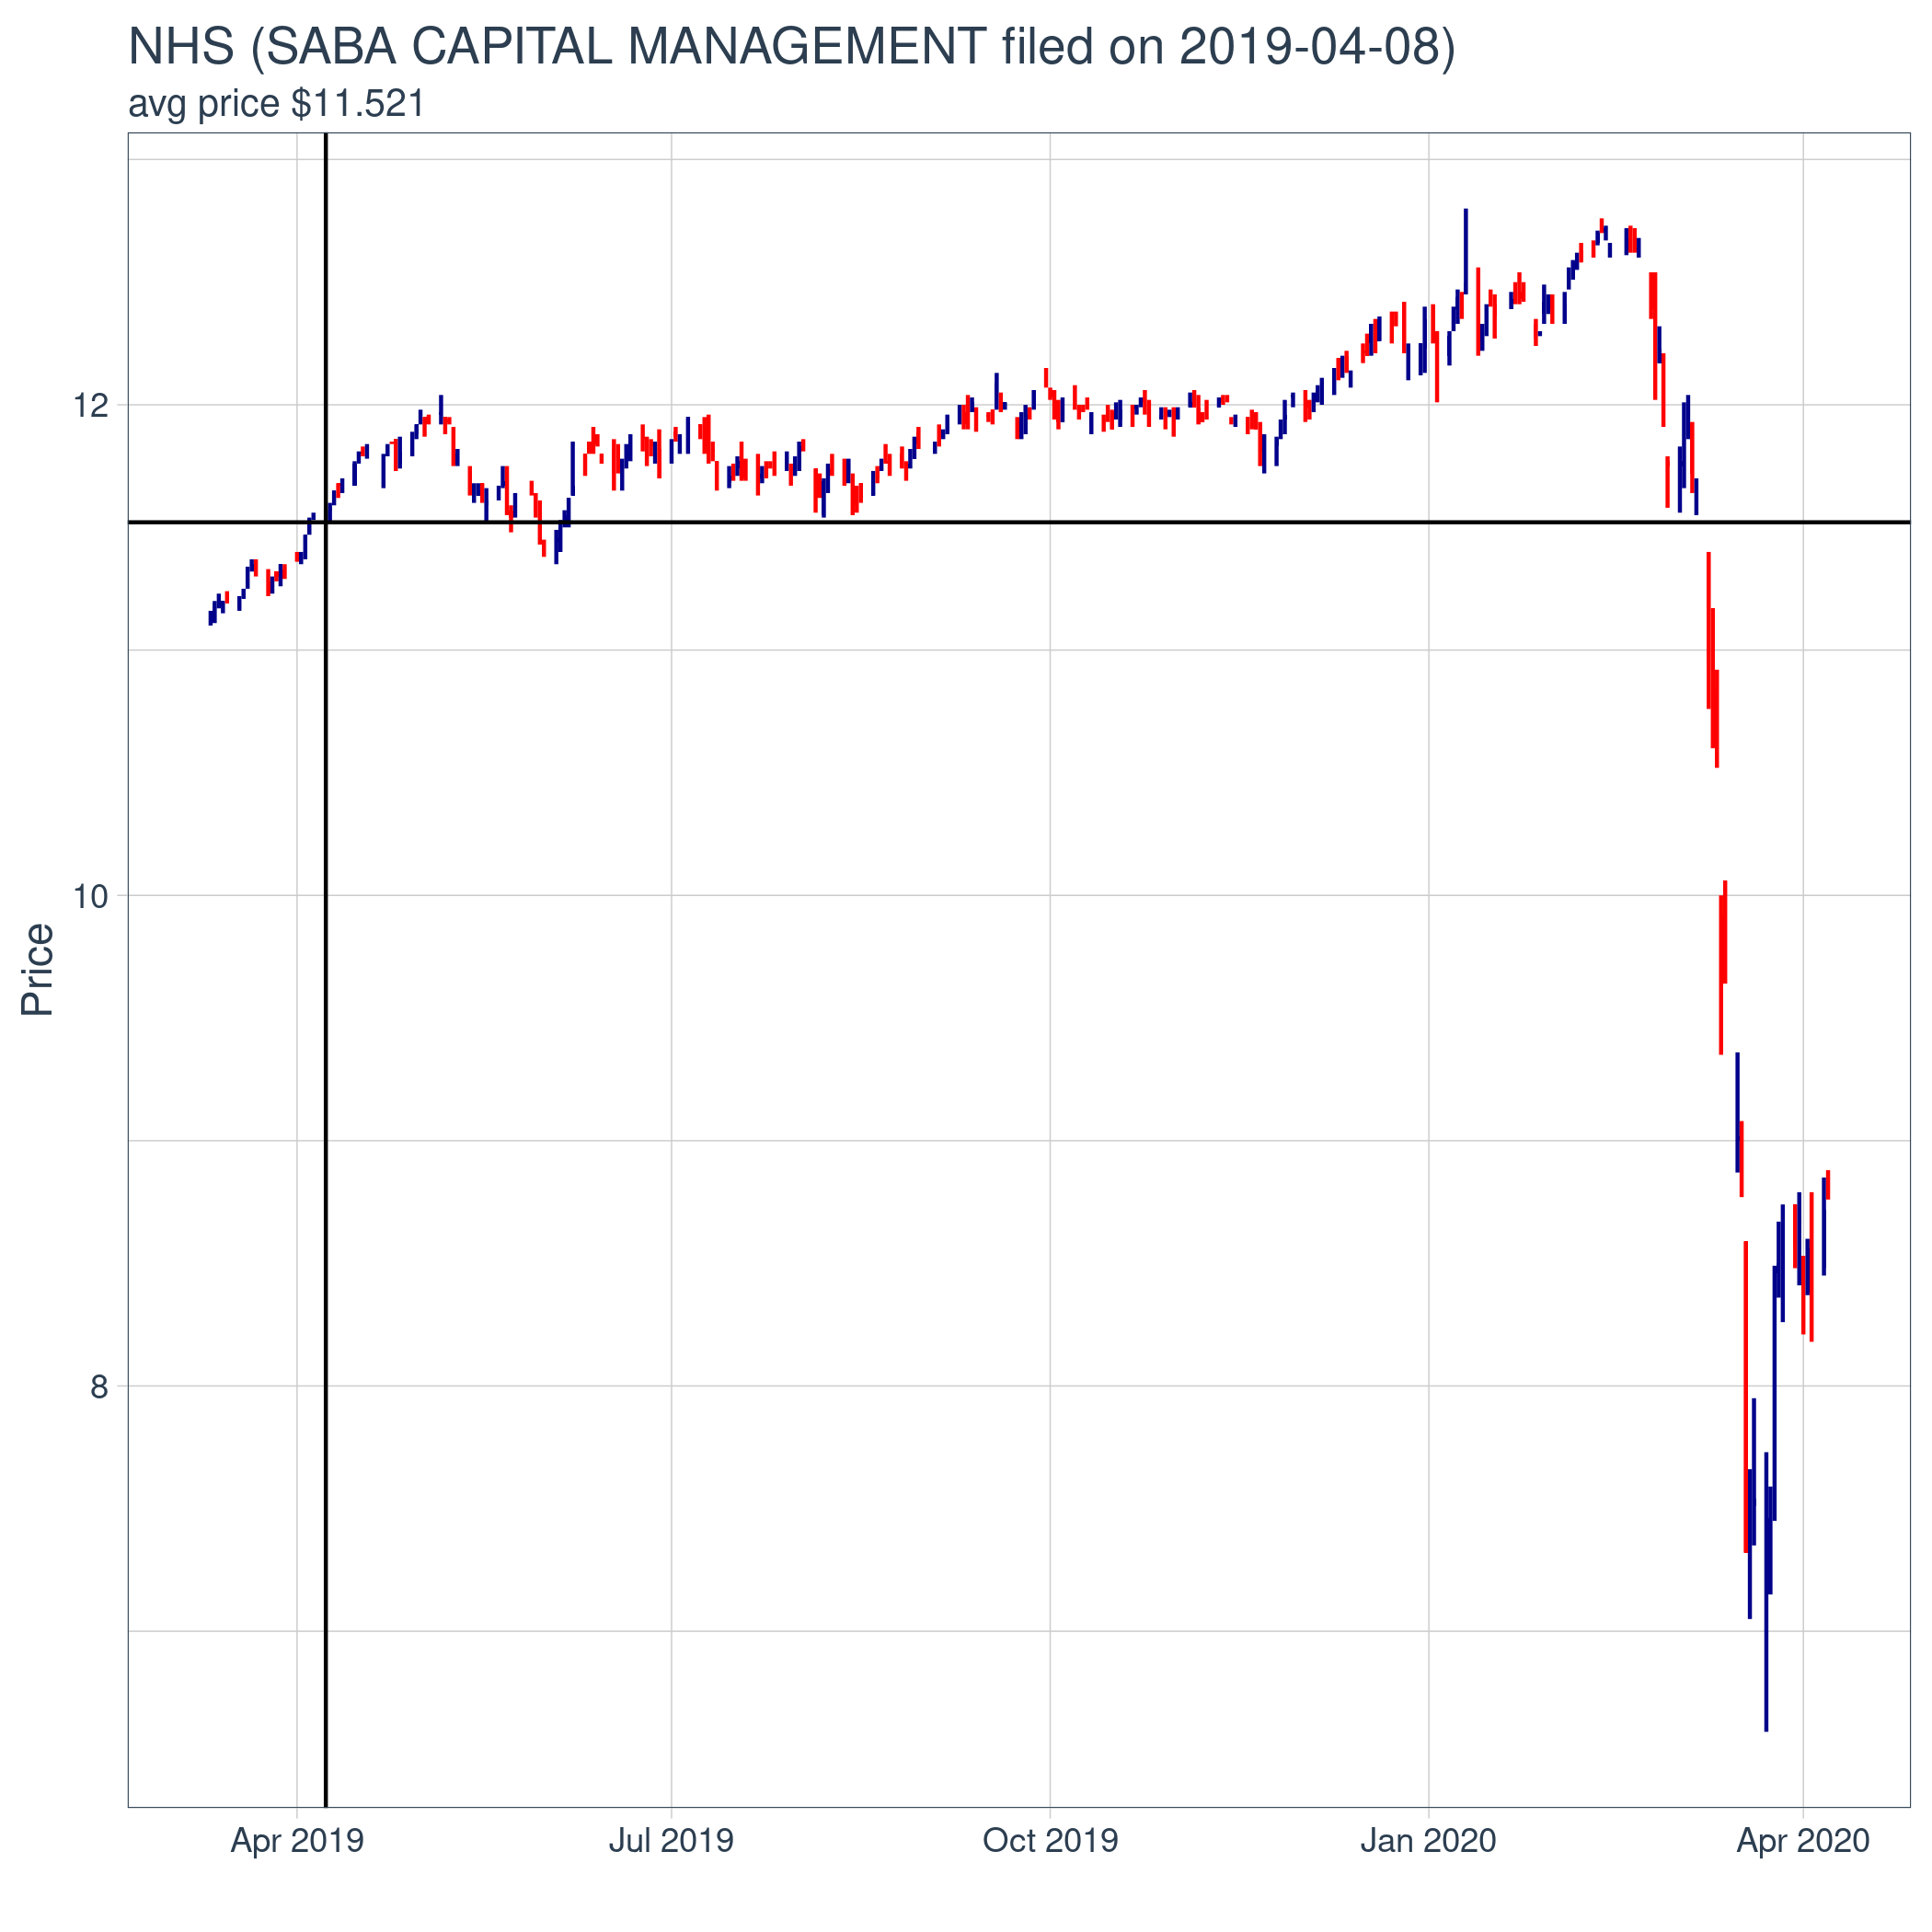 NHS (SABA CAPITAL MANAGEMENT filed on 2019-04-08)
avg price $11.521
12
10
8
Price
Apr 2019
Jul 2019
Oct 2019
Jan 2020
Apr 2020